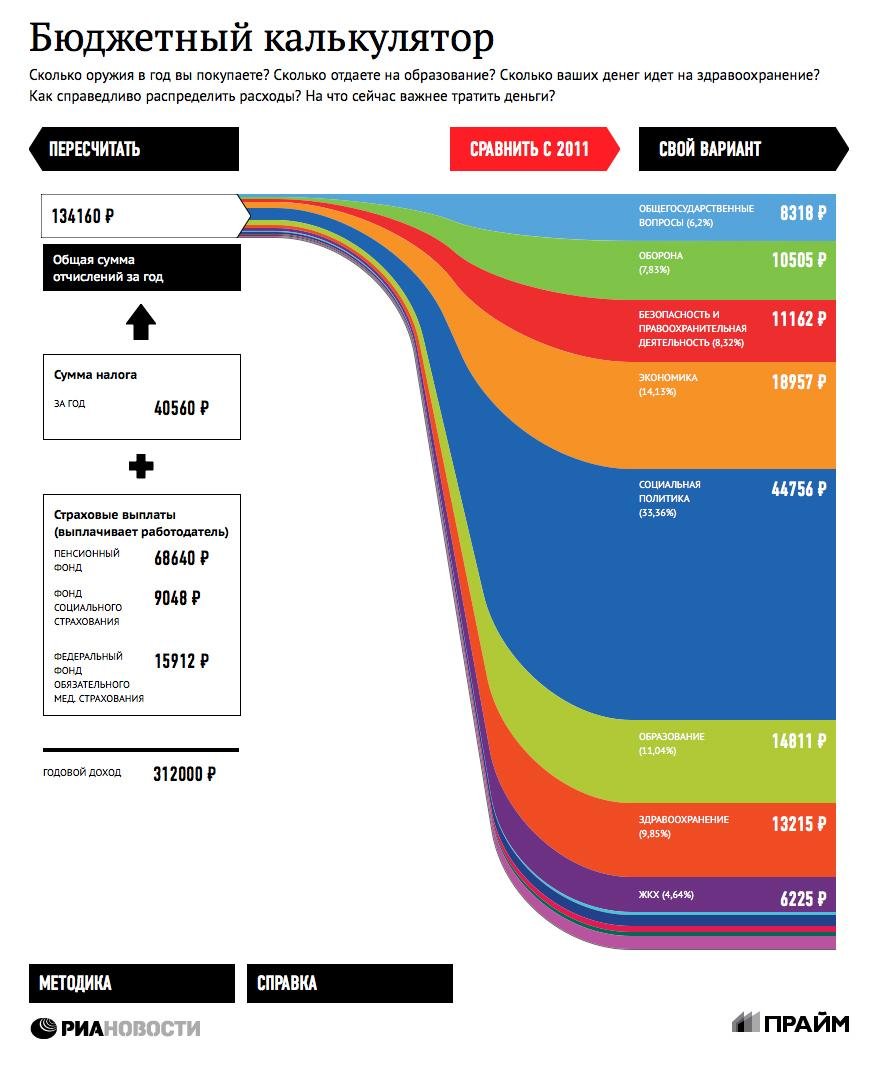 Бюджетный калькулятор
Сколько оружия в год вы покупаете? Сколько отдаете на образование? Сколько ваших денег идет на здравоохранение?
Как справедливо распределить расходы? На что сейчас важнее тратить деньги?
ПЕРЕСЧИТАТЬ
СРАВНИТЬ С 2011
СВОЙ ВАРИАНТ
134160 ₽
Общая сумма
отчислений за год
Сумма налога
ЗА ГОД 40560 ₽
Страховые выплаты
(выплачивает работодатель)
ПЕНСИОННЫЙ 68640 ₽
ФОНД
ФОНД 9048 ₽
СОЦИАЛЬНОГО
СТРАХОВАНИЯ
ФЕДЕРАЛЬНЫЙ 15912 ₽
ФОНД
ОБЯЗАТЕЛЬНОГО
МЕД. СТРАХОВАНИЯ
ГОДОВОЙ ДОХОД 312000 ₽
ОБЩЕГОСУДАРСТВЕННЫЕ 8318 ₽
ВОПРОСЫ (6,2%)
ОБОРОНА 10505 ₽
(7,83%)
БЕЗОПАСНОСТЬ И 11162 ₽
ПРАВООХРАНИТЕЛЬНАЯ
ДЕЯТЕЛЬНОСТЬ (8,32%)
ЭКОНОМИКА 18957 ₽
(14,13%)
СОЦИАЛЬНАЯ 44756 ₽
ПОЛИТИКА
(33,36%)
ОБРАЗОВАНИЕ 14811 ₽
(11,04%)
ЗДРАВООХРАНЕНИЕ 13215 ₽
(9,85%)
ЖКХ (4,64%) 6225 ₽
МЕТОДИКА
СПРАВКА
РИАНОВОСТИ
ПРАЙМ